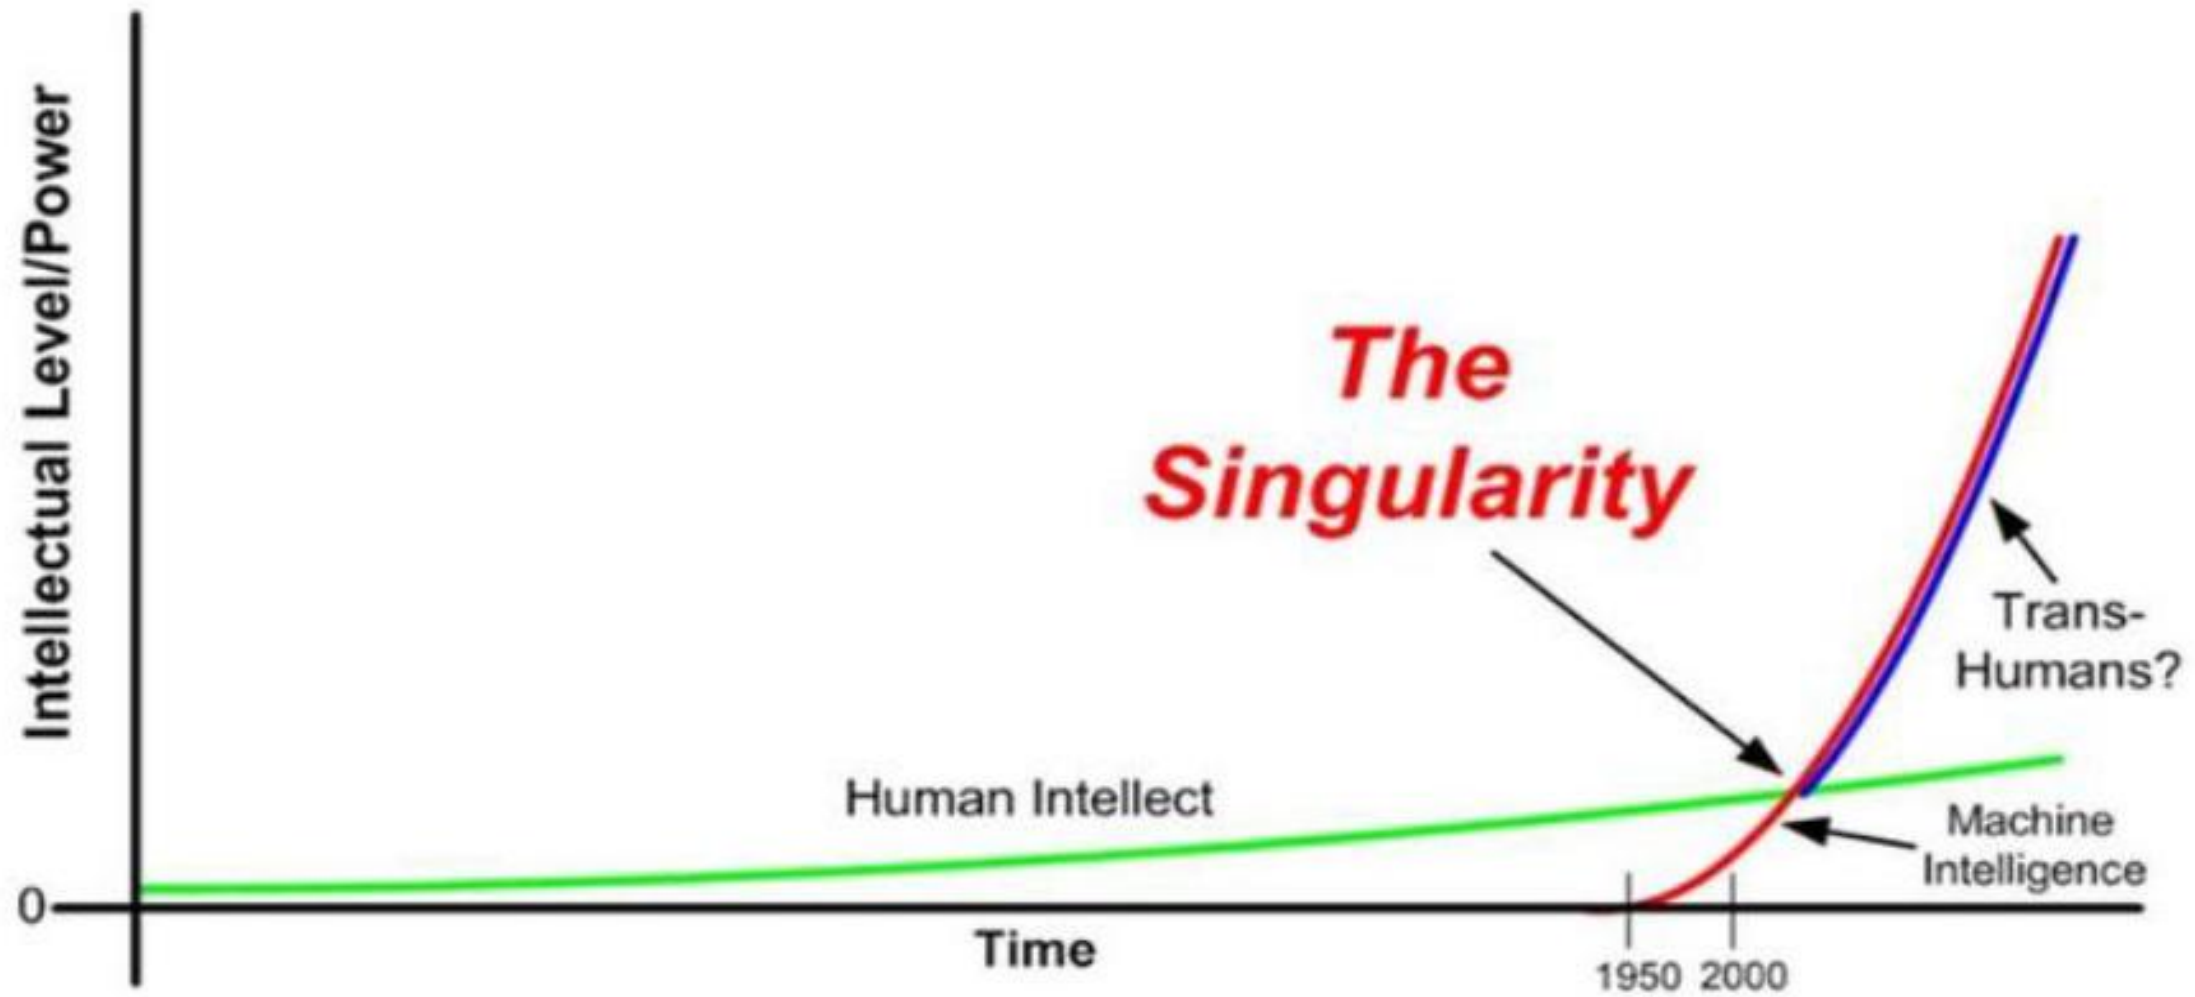 Intellectual Level/Power
The
Singularity
Trans-
Humans?
Human Intellect
Machine
Intelligence
0
Time
1950 2000